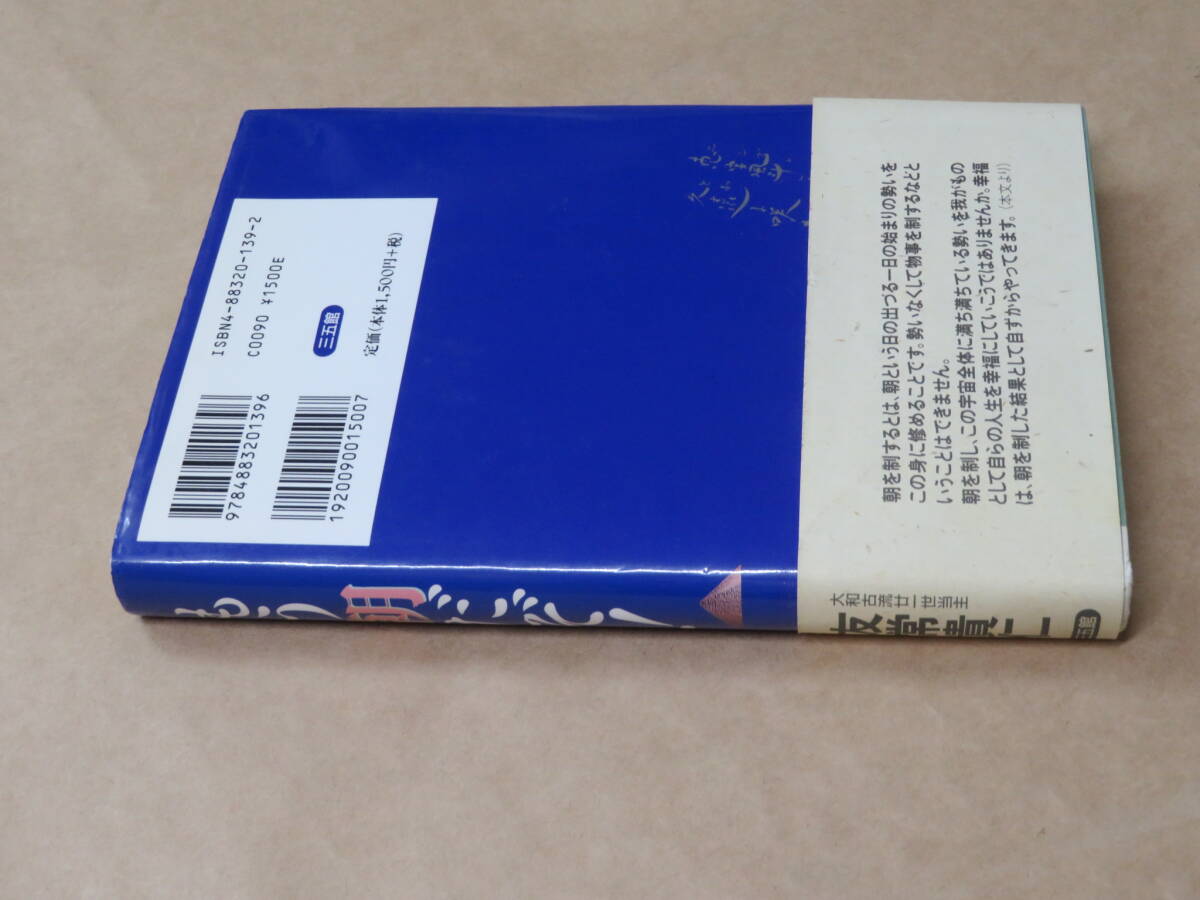 ISBN4-88320-139-2
C0090 ¥1500E
三五館
定価(本体1,500円+税)
9784883201396
1920090015007
朝を制するとは、朝という日の出づる一日の始まりの勢いを
この身に修めることです。勢いなくして物事を制するなどと
いうことはできません。
朝を制し、この宇宙全体に満ち満ちている勢いを我がもの
として自らの人生を幸福にしていこうではありませんか。幸福
は、朝を制した結果として自ずからやってきます。(本文より)
朝
大和古流廿一世当主
友常貴仁
三五館